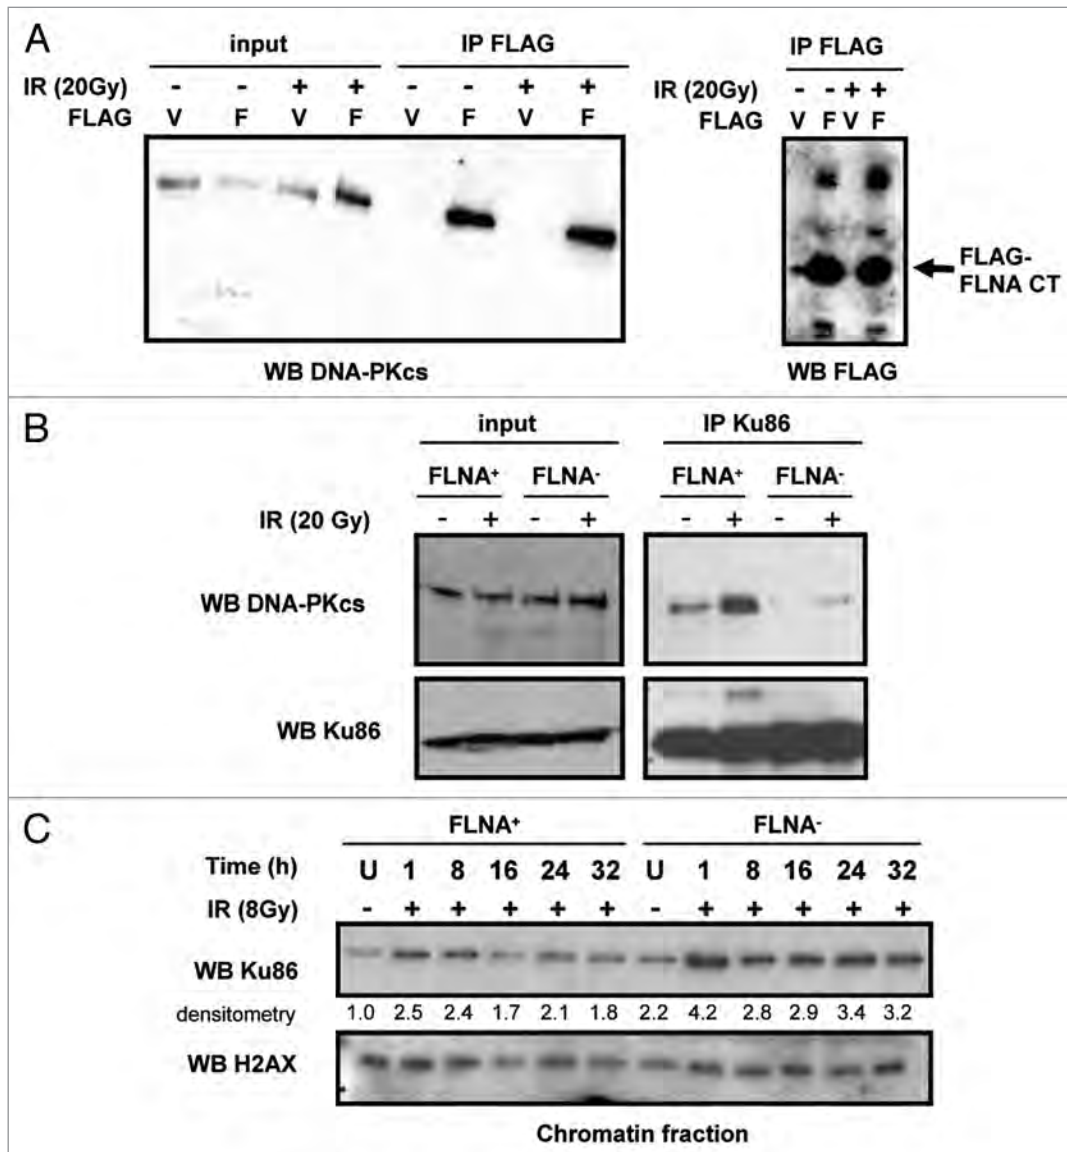 A
input IP FLAG IP FLAG
IR (20Gy) - - + + - - + + IR (20Gy) - - + +
FLAG V F V F V F V F FLAG V F V F
FLAG-
FLNA CT
WB DNA-PKcs WB FLAG
B
input IP Ku86
FLNA⁺ FLNA⁻ FLNA⁺ FLNA⁻
IR (20 Gy) - + - + - + - +
WB DNA-PKcs
WB Ku86
C
FLNA⁺ FLNA⁻
Time (h) U 1 8 16 24 32 U 1 8 16 24 32
IR (8Gy) - + + + + + - + + + + +
WB Ku86
densitometry 1.0 2.5 2.4 1.7 2.1 1.8 2.2 4.2 2.8 2.9 3.4 3.2
WB H2AX
Chromatin fraction